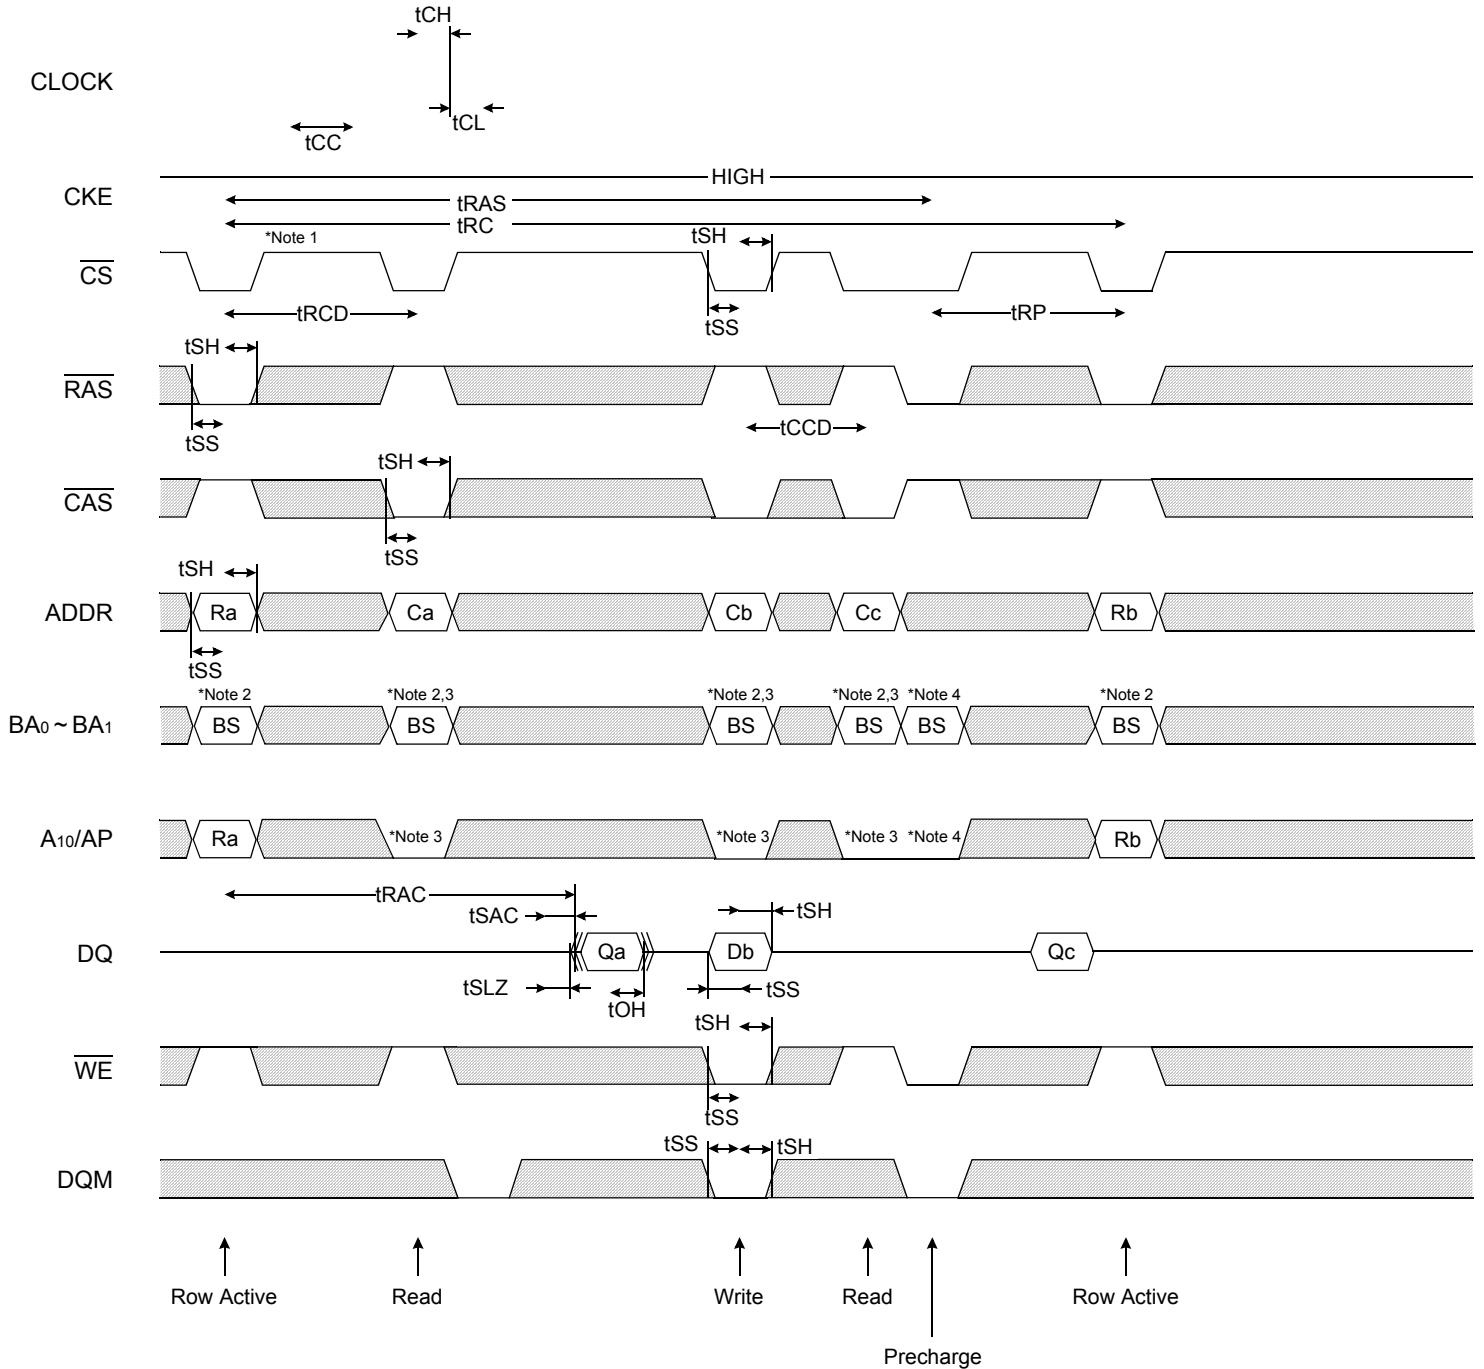 tCH
CLOCK
tCL
tCC
HIGH
CKE
tRAS
tRC
*Note 1
tSH
CS
tRCD
tSS
tRP
tSH
RAS
tSS
tCCD
tSH
CAS
tSS
tSH
ADDR
Ra Ca Cb Cc Rb
tSS
*Note 2 *Note 2,3 *Note 2,3 *Note 2,3 *Note 4 *Note 2
BA0 ~ BA1 BS BS BS BS BS BS
A10/AP Ra *Note 3 *Note 3 *Note 3 *Note 4 Rb
tRAC
tSAC tSH
DQ Qa Db Qc
tSLZ tOH tSS
tSH
WE
tSS
tSS tSH
DQM
Row Active Read Write Read Row Active
Precharge